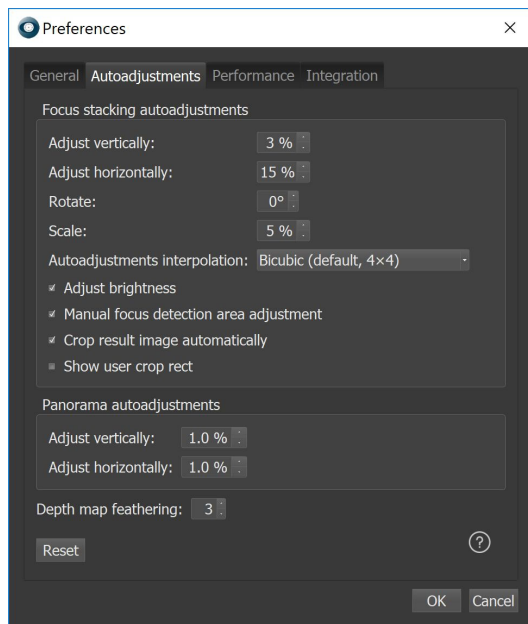 Preferences
General Autoadjustments Performance Integration
Focus stacking autoadjustments
Adjust vertically: 3 %
Adjust horizontally: 15 %
Rotate: 0°
Scale: 5 %
Autoadjustments interpolation: Bicubic (default, 4×4)
Adjust brightness
Manual focus detection area adjustment
Crop result image automatically
Show user crop rect
Panorama autoadjustments
Adjust vertically: 1.0 %
Adjust horizontally: 1.0 %
Depth map feathering: 3
Reset ?
OK Cancel